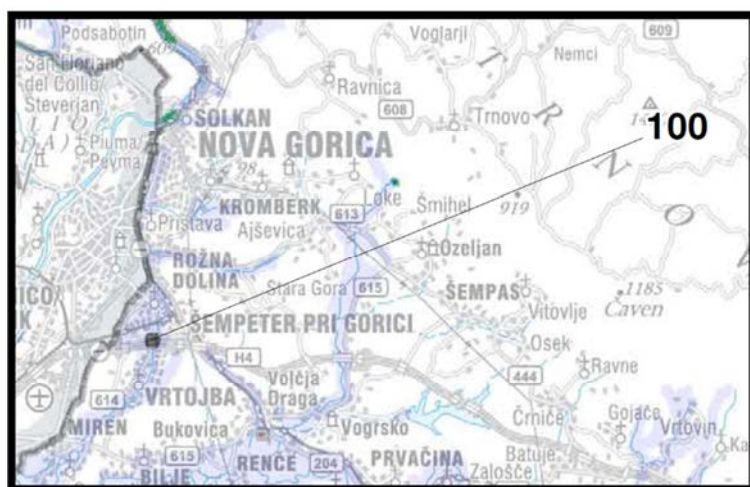 Podsabotin
Voglarji
609
609
Nemci
San Floriano
del Collio/
Steverjan
Ravnica
608
Trnovo
T
R
N
O
SOLKAN
NOVA GORICA
100
Piuma/
Pevma
98
Loke
Šmihel
919
KROMBERK
613
Pristava
Ajševica
Ozeljan
ROŽNA
DOLINA
Stara Gora
615
ŠEMPAS
1185
Čaven
Vitovlje
ŠEMPETER PRI GORICI
Osek
H4
Ravne
Volčja
Draga
444
614
VRTOJBA
Črniče
Gojače
Vrtovin
MIREN
Bukovica
Vogrsko
Batuje
615
RENČE
204
PRVAČINA
BILJE
Zalošče